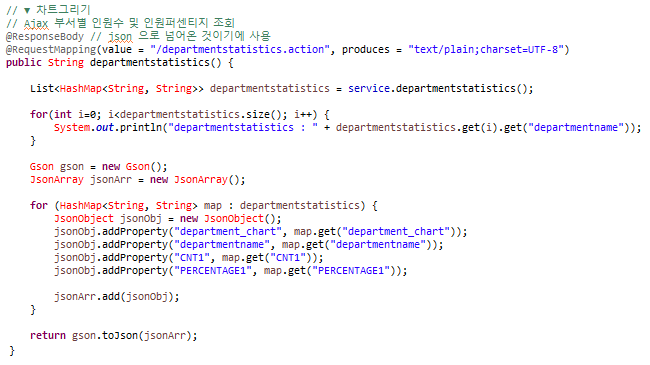 // ▼ 차트그리기
// Ajax 부서별 인원수 및 인원퍼센티지 조회
@ResponseBody // json 으로 넘어온 것이기에 사용
@RequestMapping(value = "/departmentstatistics.action", produces = "text/plain;charset=UTF-8")
public String departmentstatistics() {
List<HashMap<String, String>> departmentstatistics = service.departmentstatistics();
for(int i=0; i<departmentstatistics.size(); i++) {
System.out.println("departmentstatistics : " + departmentstatistics.get(i).get("departmentname"));
}
Gson gson = new Gson();
JsonArray jsonArr = new JsonArray();
for (HashMap<String, String> map : departmentstatistics) {
JsonObject jsonObj = new JsonObject();
jsonObj.addProperty("department_chart", map.get("department_chart"));
jsonObj.addProperty("departmentname", map.get("departmentname"));
jsonObj.addProperty("CNT1", map.get("CNT1"));
jsonObj.addProperty("PERCENTAGE1", map.get("PERCENTAGE1"));
jsonArr.add(jsonObj);
}
return gson.toJson(jsonArr);
}